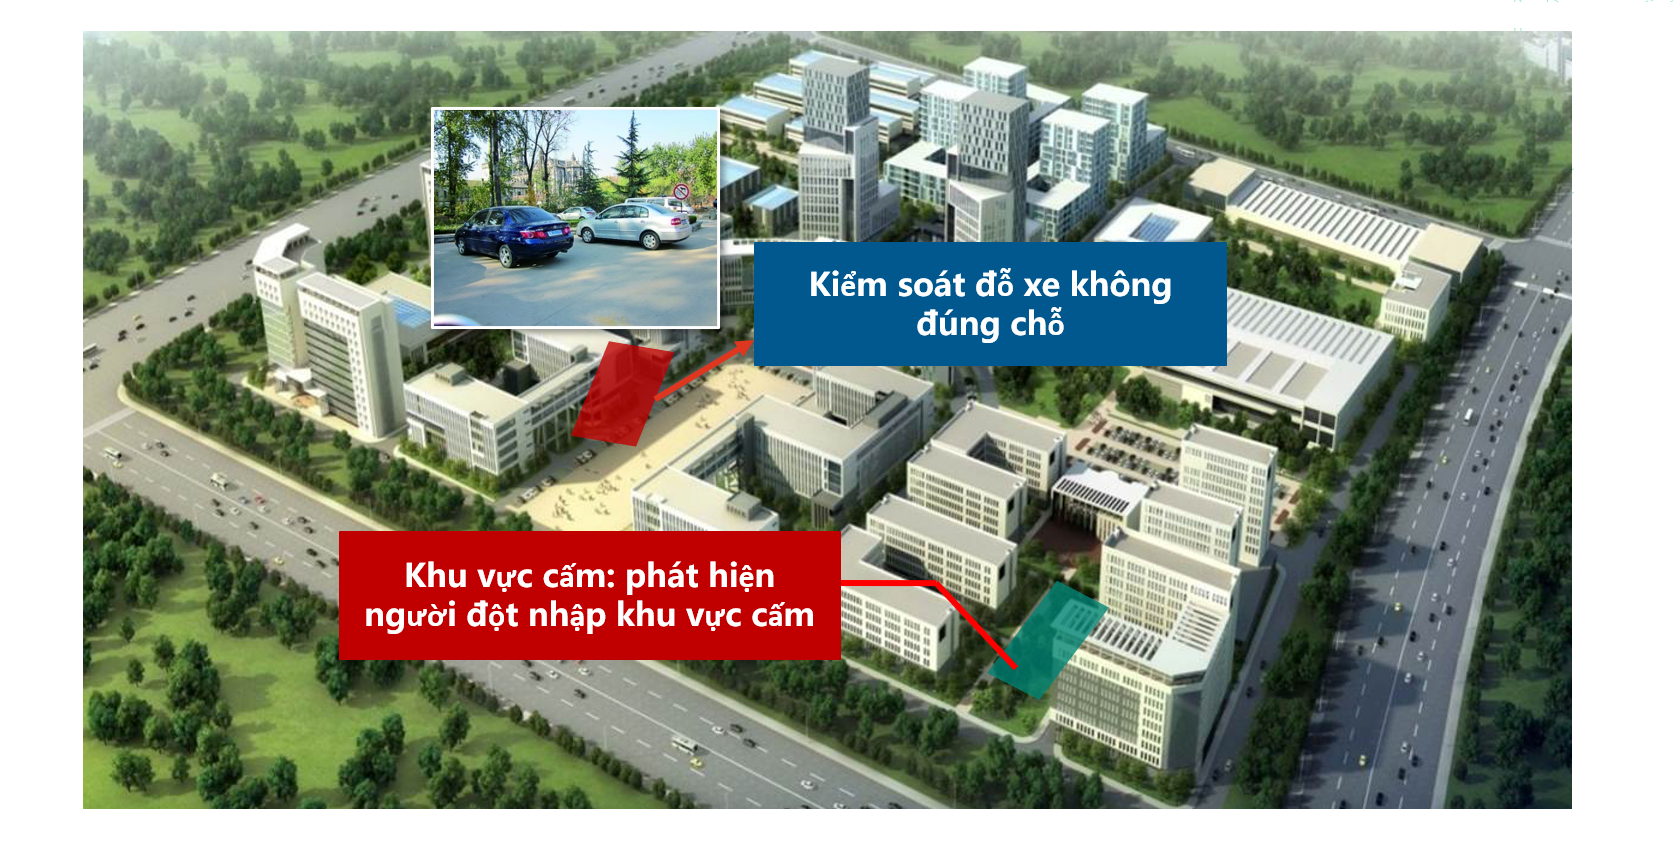 Kiểm soát đỗ xe không
đúng chỗ
Khu vực cấm: phát hiện
người đột nhập khu vực cấm